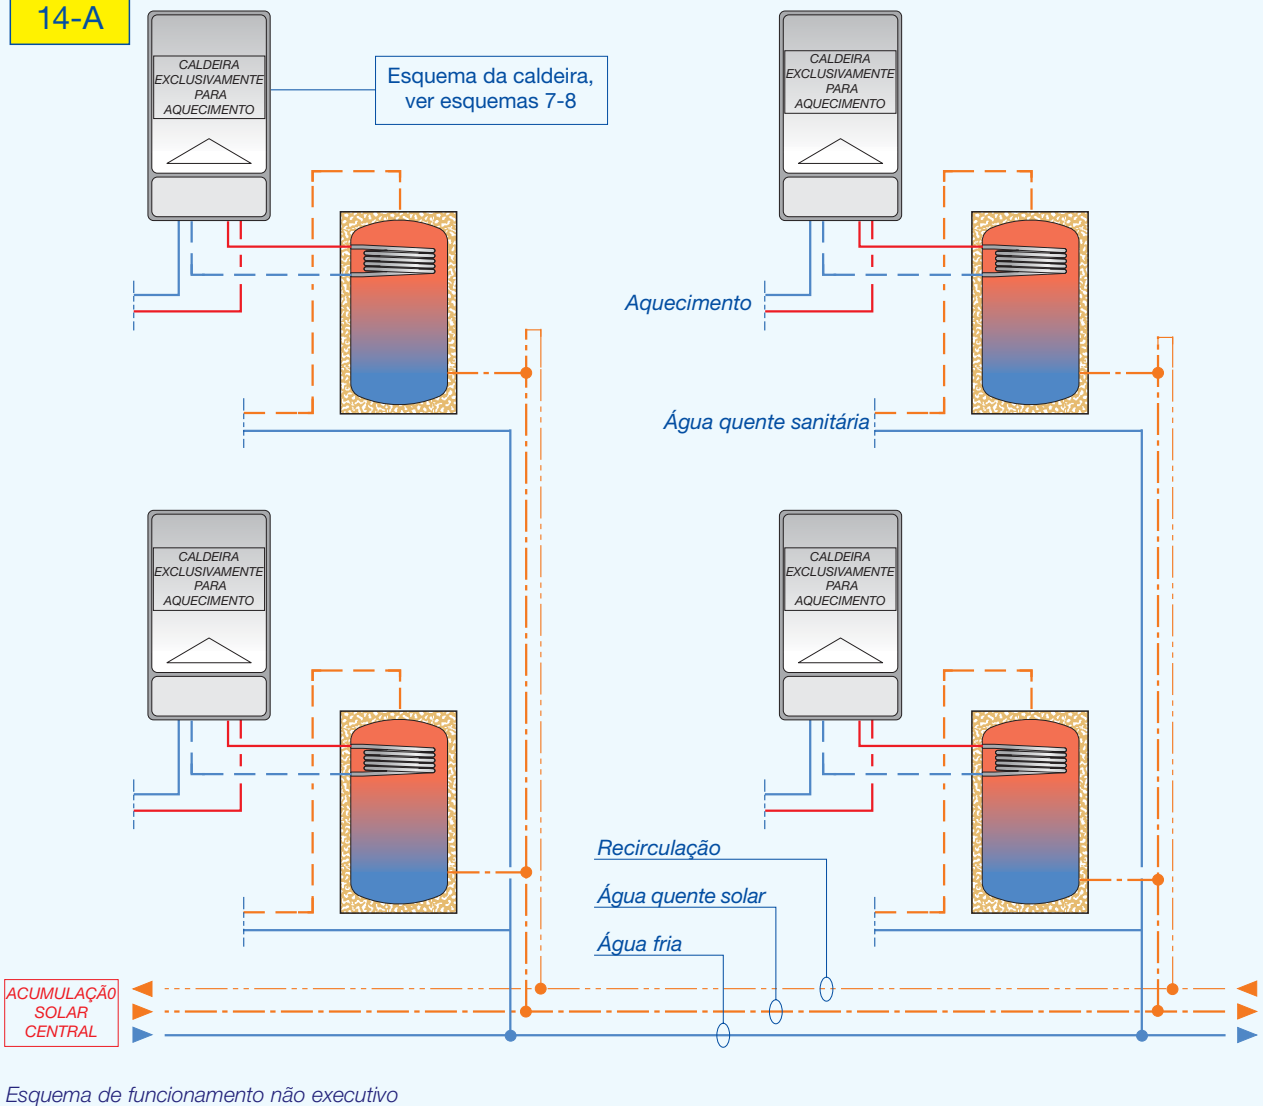 14-A
CALDEIRA
EXCLUSIVAMENTE
PARA
AQUECIMENTO
Esquema da caldeira,
ver esquemas 7-8
CALDEIRA
EXCLUSIVAMENTE
PARA
AQUECIMENTO
Aquecimento
Água quente sanitária
CALDEIRA
EXCLUSIVAMENTE
PARA
AQUECIMENTO
CALDEIRA
EXCLUSIVAMENTE
PARA
AQUECIMENTO
Recirculação
Água quente solar
Água fria
ACUMULAÇÃ0
SOLAR
CENTRAL
Esquema de funcionamento não executivo